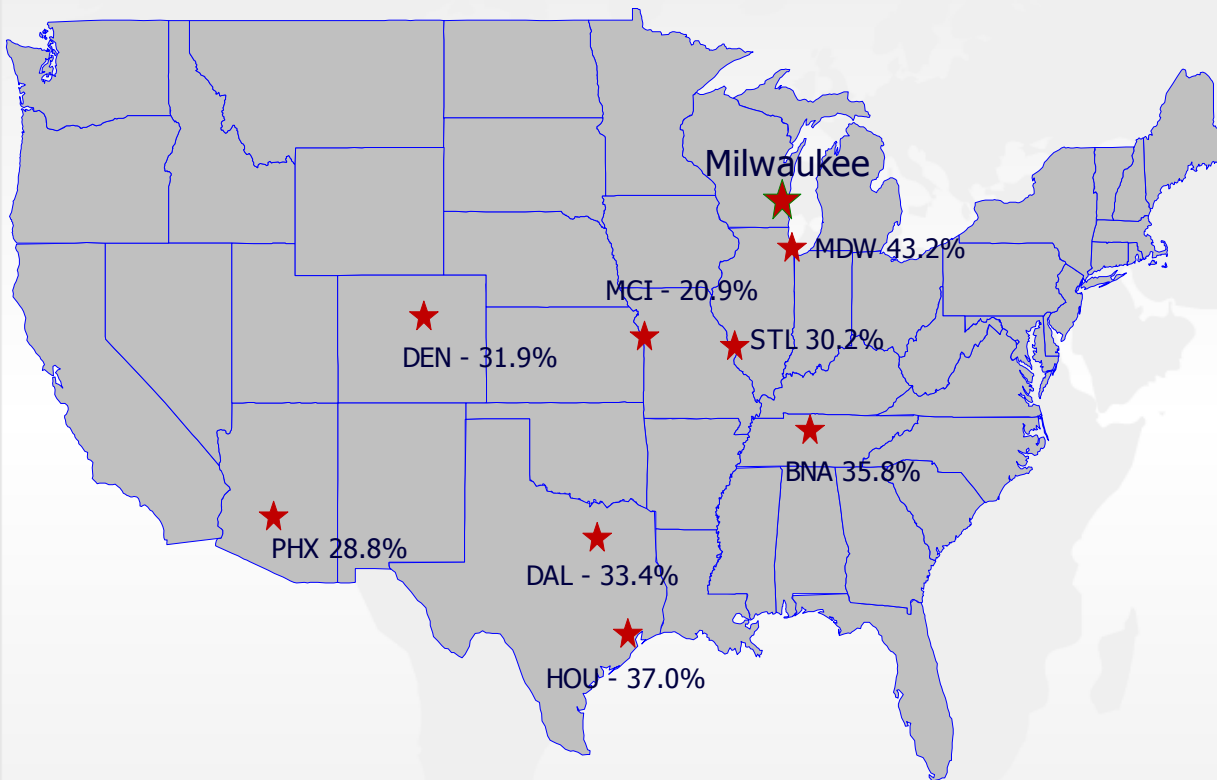 Milwaukee
MDW 43.2%
MCI - 20.9%
STL 30.2%
DEN - 31.9%
BNA 35.8%
PHX 28.8%
DAL - 33.4%
HOU - 37.0%